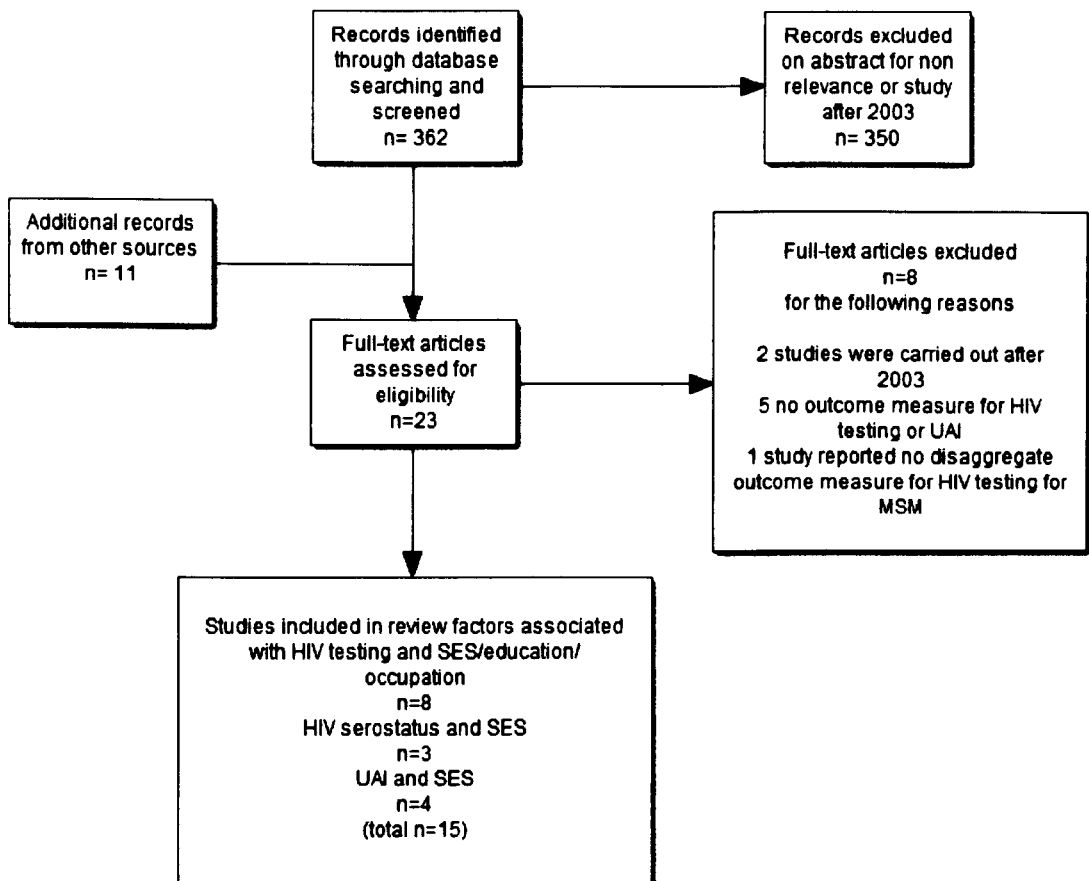 Records identified
through database
searching and
screened
n= 362
Records excluded
on abstract for non
relevance or study
after 2003
n= 350
Additional records
from other sources
n= 11
Full-text articles
assessed for
eligibility
n=23
Full-text articles excluded
n=8
for the following reasons
2 studies were carried out after
2003
5 no outcome measure for HIV
testing or UAI
1 study reported no disaggregate
outcome measure for HIV testing for
MSM
Studies included in review factors associated
with HIV testing and SES/education/
occupation
n=8
HIV serostatus and SES
n=3
UAI and SES
n=4
(total n=15)